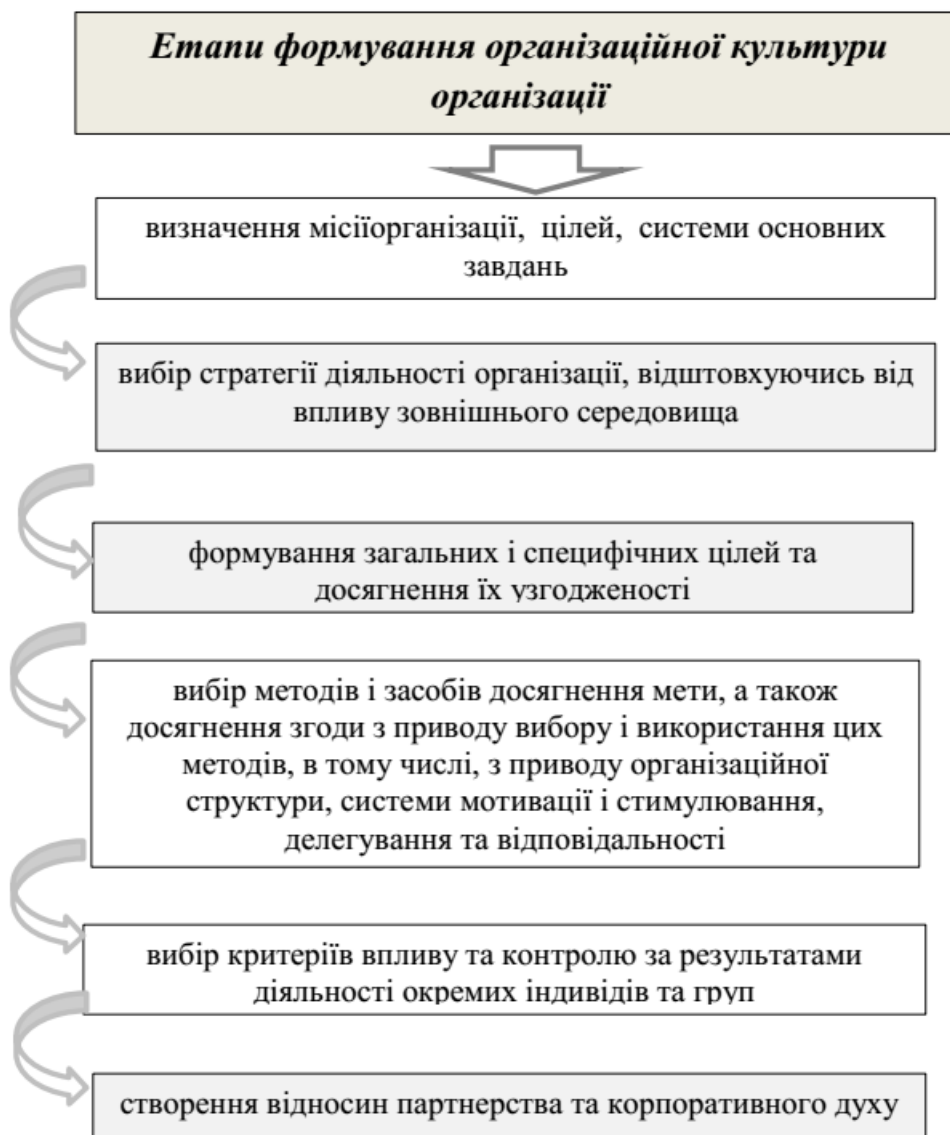 Етапи формування організаційної культури
організації
визначення місіїорганізації, цілей, системи основних
завдань
вибір стратегії діяльності організації, відштовхуючись від
впливу зовнішнього середовища
формування загальних і специфічних цілей та
досягнення їх узгодженості
вибір методів і засобів досягнення мети, а також
досягнення згоди з приводу вибору і використання цих
методів, в тому числі, з приводу організаційної
структури, системи мотивації і стимулювання,
делегування та відповідальності
вибір критеріїв впливу та контролю за результатами
діяльності окремих індивідів та груп
створення відносин партнерства та корпоративного духу